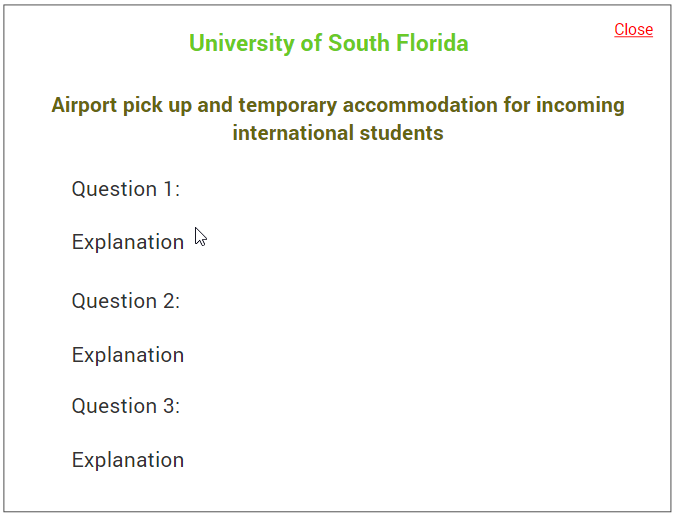 Close
University of South Florida
Airport pick up and temporary accommodation for incoming
international students
Question 1:
Explanation
Question 2:
Explanation
Question 3:
Explanation